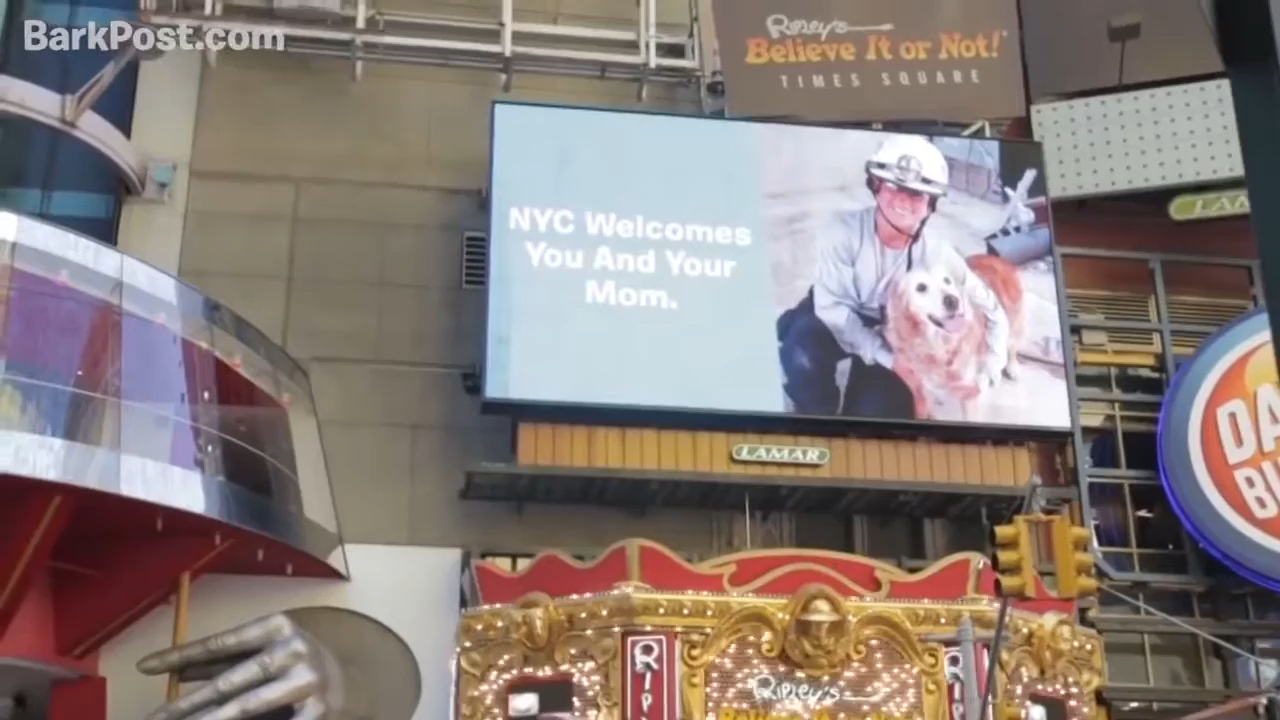 BarkPost.com
Ripley's
Believe It or Not!
TIMES SQUARE
NYC Welcomes
You And Your
Mom.
LAMAR
Ripley's